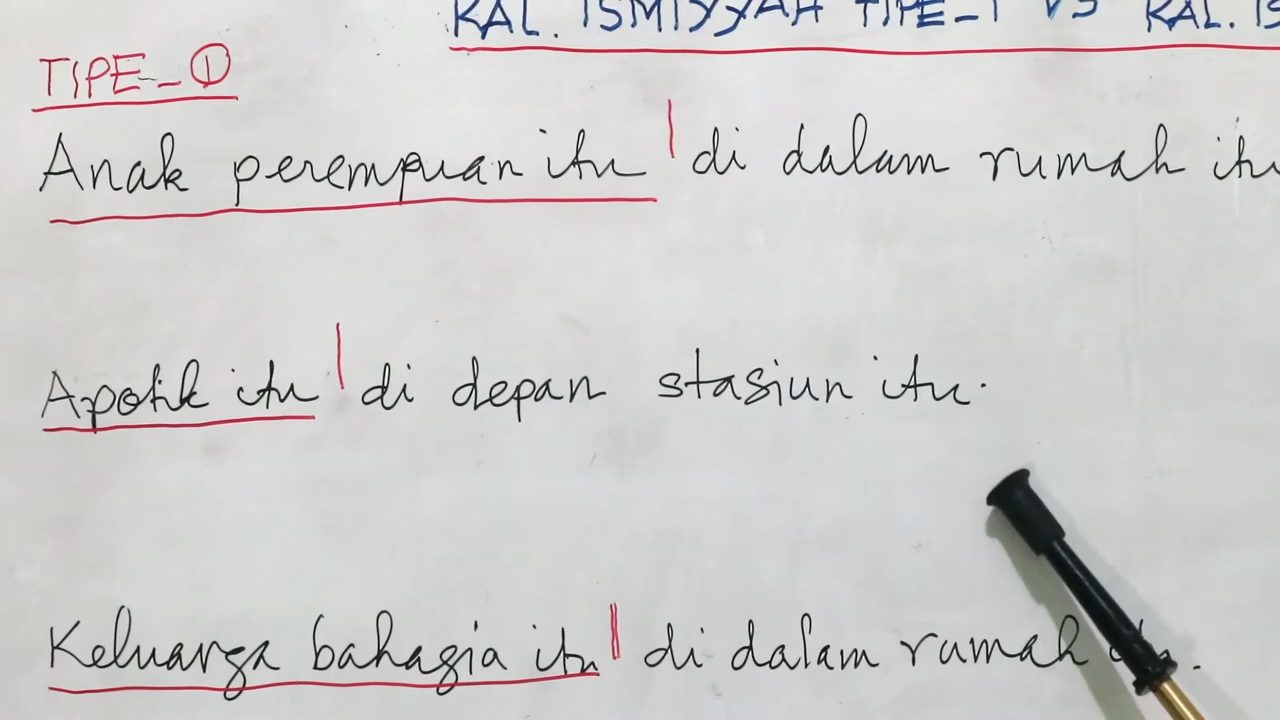 KAL. ISMIYYAH TIPE-1 VS KAL. IS
TIPE-①
Anak perempuan itu | di dalam rumah itu
Apotik itu | di depan stasiun itu.
Keluarga bahagia itu | di dalam rumah